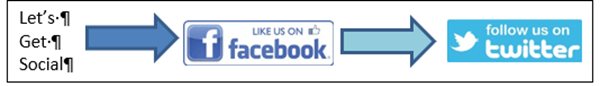 Let's·¶
Get·¶
Social¶
LIKE US ON
f facebook
follow us on
twitter